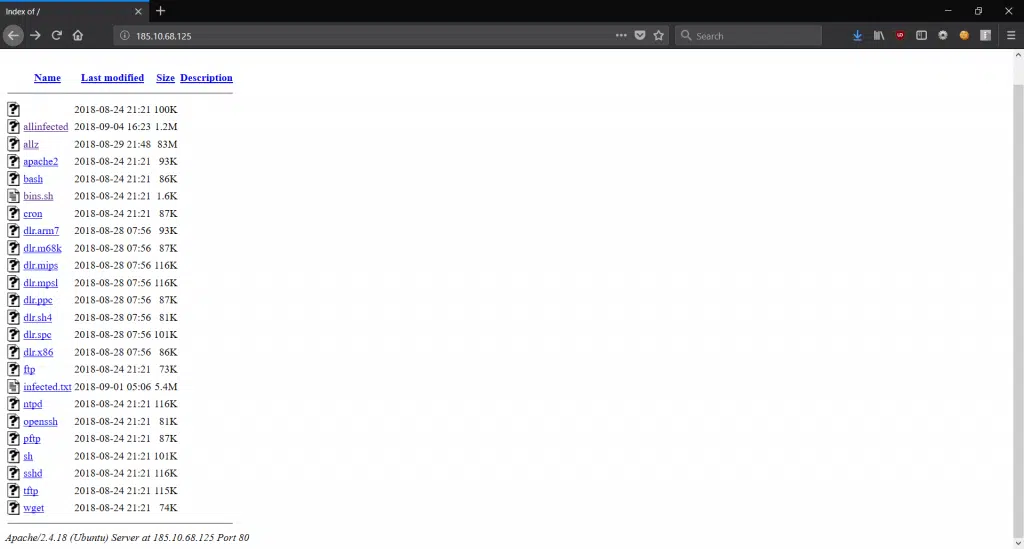 Index of /
185.10.68.125
Search
Name Last modified Size Description
2018-08-24 21:21 100K
allinfected 2018-09-04 16:23 1.2M
allz 2018-08-29 21:48 83M
apache2 2018-08-24 21:21 93K
bash 2018-08-24 21:21 86K
bins.sh 2018-08-24 21:21 1.6K
cron 2018-08-24 21:21 87K
dlr.arm7 2018-08-28 07:56 93K
dlr.m68k 2018-08-28 07:56 87K
dlr.mips 2018-08-28 07:56 116K
dlr.mpsl 2018-08-28 07:56 116K
dlr.ppc 2018-08-28 07:56 87K
dlr.sh4 2018-08-28 07:56 81K
dlr.spc 2018-08-28 07:56 101K
dlr.x86 2018-08-28 07:56 86K
ftp 2018-08-24 21:21 73K
infected.txt 2018-09-01 05:06 5.4M
ntpd 2018-08-24 21:21 116K
openssh 2018-08-24 21:21 81K
pftp 2018-08-24 21:21 87K
sh 2018-08-24 21:21 101K
sshd 2018-08-24 21:21 116K
tftp 2018-08-24 21:21 115K
wget 2018-08-24 21:21 74K
Apache/2.4.18 (Ubuntu) Server at 185.10.68.125 Port 80